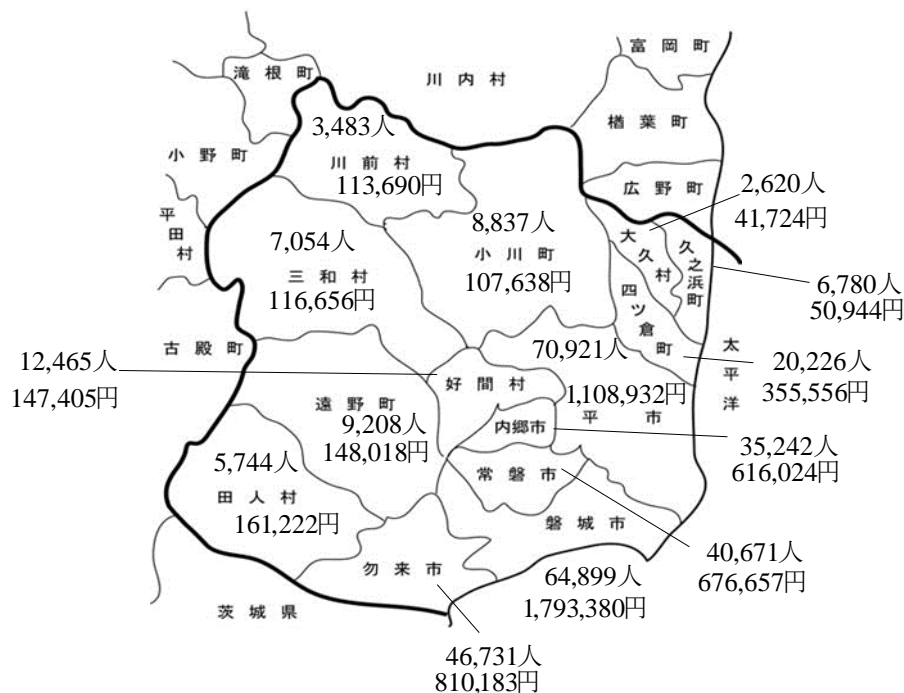 富岡町
滝根町
川内村
楢葉町
3,483人
川前村
113,690円
小野町
広野町
2,620人
41,724円
平田村
8,837人
小川町
107,638円
7,054人
三和村
116,656円
大久村
久之浜町
6,780人
50,944円
四ツ倉町
20,226人
355,556円
太平洋
古殿町
12,465人
147,405円
好間村
70,921人
1,108,932円
平市
遠野町
9,208人
148,018円
内郷市
35,242人
616,024円
5,744人
田人村
161,222円
常磐市
40,671人
676,657円
磐城市
64,899人
1,793,380円
勿来市
46,731人
810,183円
茨城県